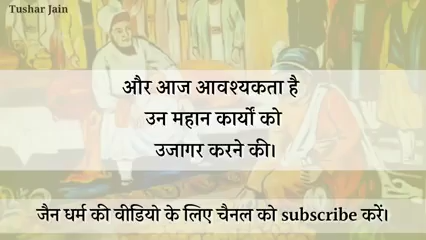 Tushar Jain
और आज आवश्यकता है
उन महान कार्यों को
उजागर करने की।
जैन धर्म की वीडियो के लिए चैनल को subscribe करें।